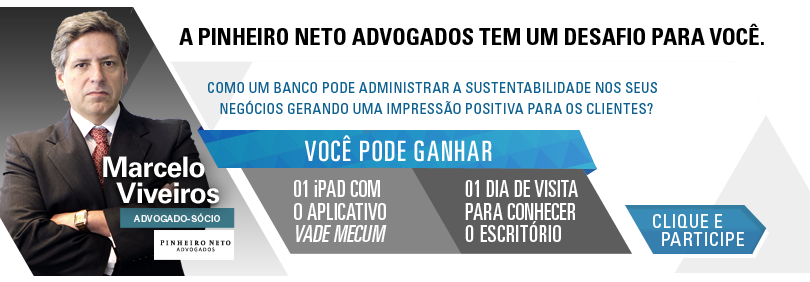 A PINHEIRO NETO ADVOGADOS TEM UM DESAFIO PARA VOCÊ.
COMO UM BANCO PODE ADMINISTRAR A SUSTENTABILIDADE NOS SEUS
NEGÓCIOS GERANDO UMA IMPRESSÃO POSITIVA PARA OS CLIENTES?
VOCÊ PODE GANHAR
01 iPAD COM
O APLICATIVO
VADE MECUM
01 DIA DE VISITA
PARA CONHECER
O ESCRITÓRIO
CLIQUE E
PARTICIPE
Marcelo
Viveiros
ADVOGADO-SÓCIO
PINHEIRO NETO
ADVOGADOS